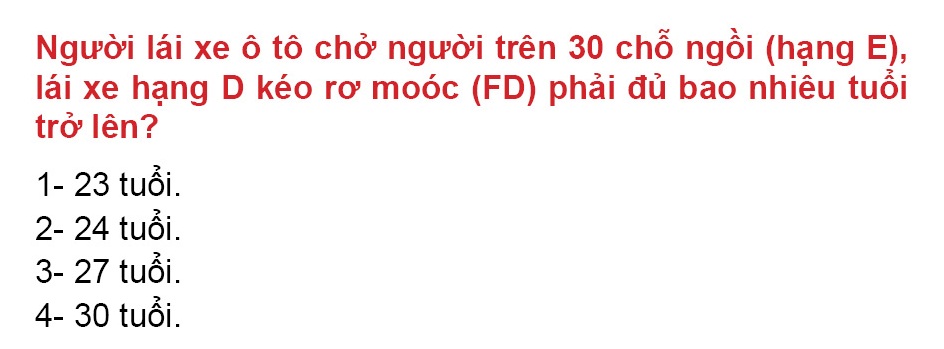 Người lái xe ô tô chở người trên 30 chỗ ngồi (hạng E),
lái xe hạng D kéo rơ moóc (FD) phải đủ bao nhiêu tuổi
trở lên?
1- 23 tuổi.
2- 24 tuổi.
3- 27 tuổi.
4- 30 tuổi.